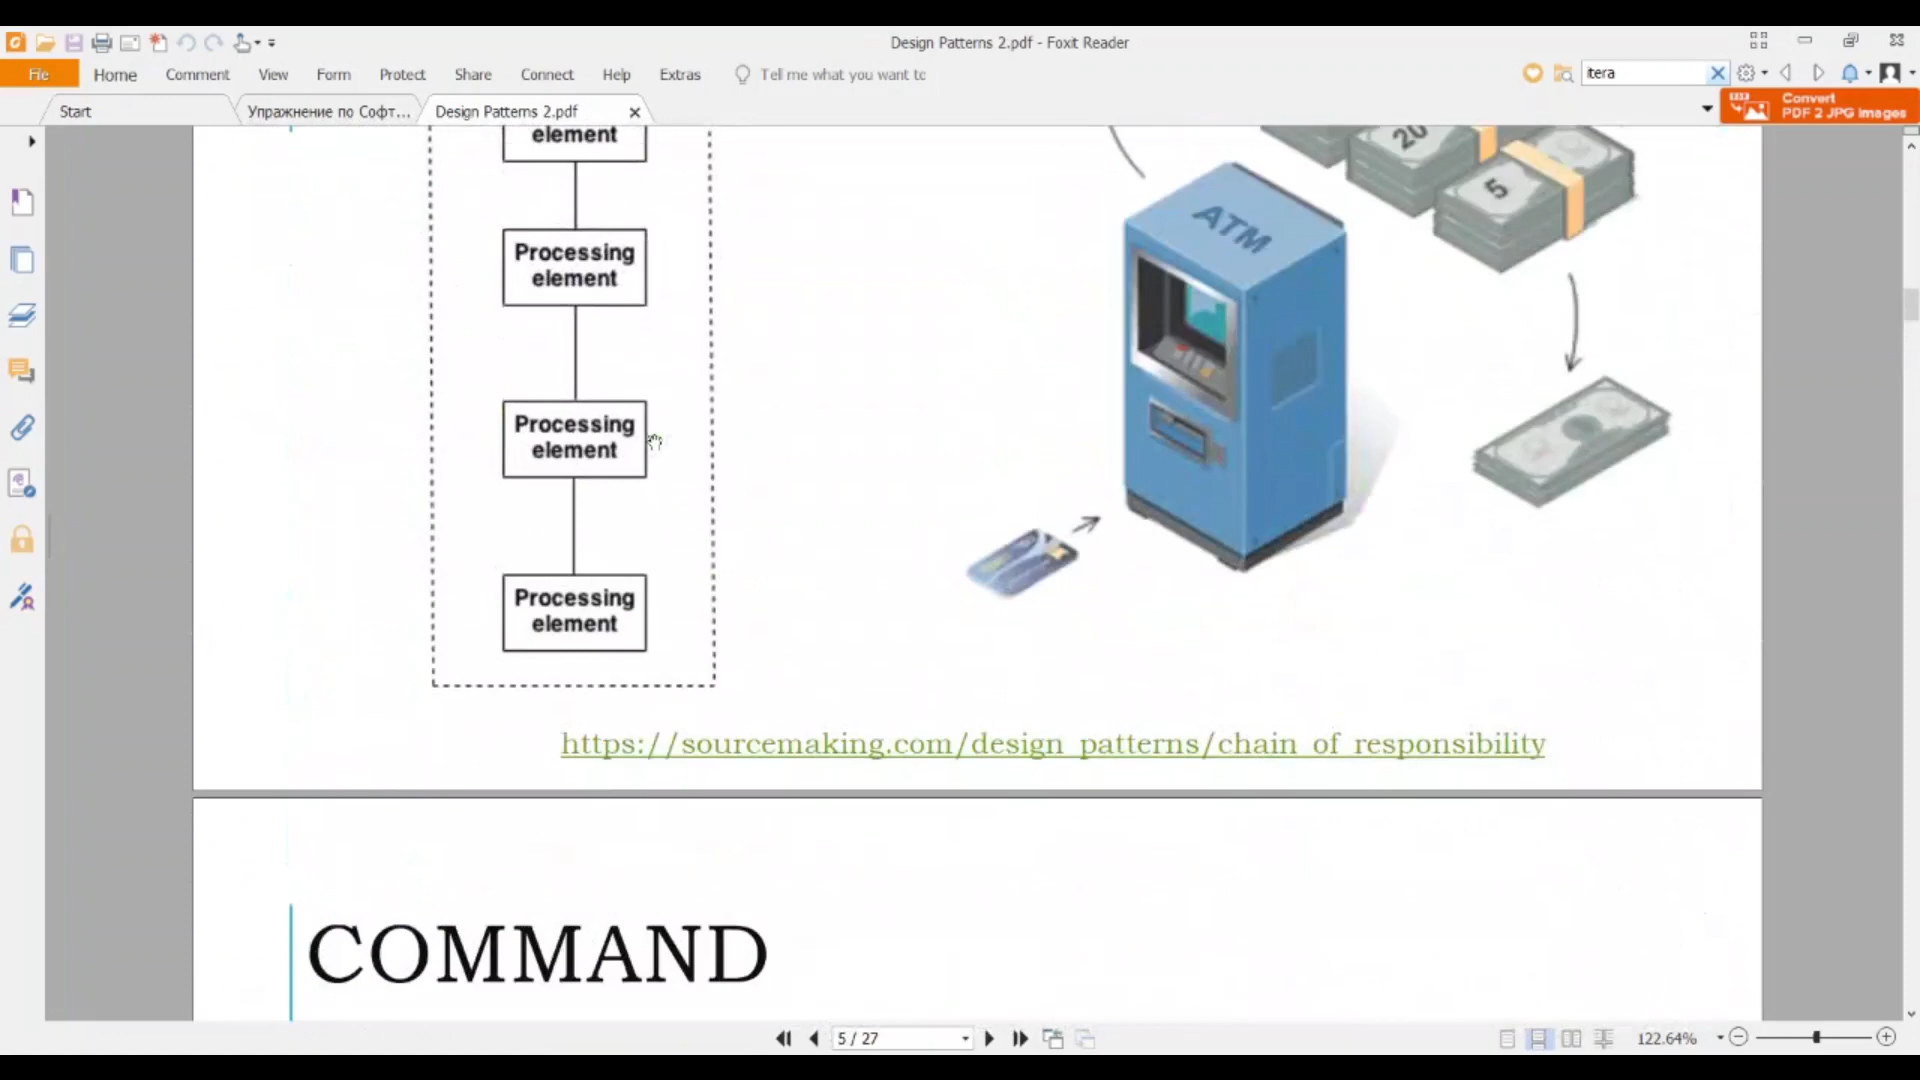 Design Patterns 2.pdf - Foxit Reader
File Home Comment View Form Protect Share Connect Help Extras Tell me what you want tc
itera
Start Упражнение по Софт... Design Patterns 2.pdf
Convert
PDF 2 JPG Images
element
Processing
element
Processing
element
Processing
element
20
5
ATM
https://sourcemaking.com/design_patterns/chain_of_responsibility
COMMAND
5 / 27
122.64%